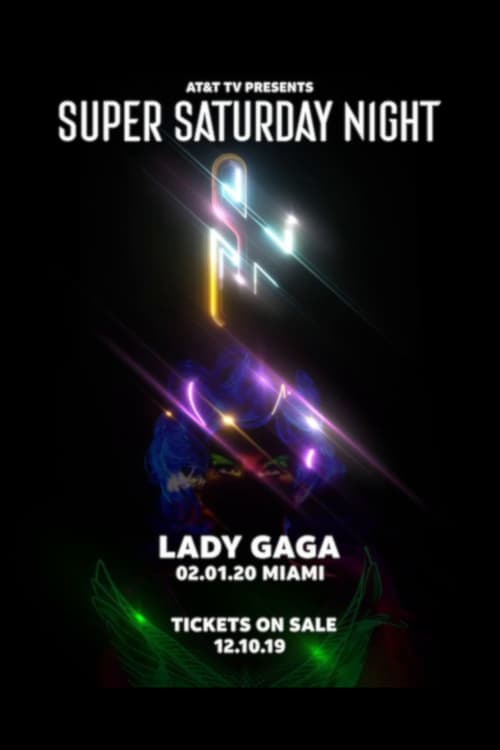 AT&T TV PRESENTS
SUPER SATURDAY NIGHT
LADY GAGA
02.01.20 MIAMI
TICKETS ON SALE
12.10.19